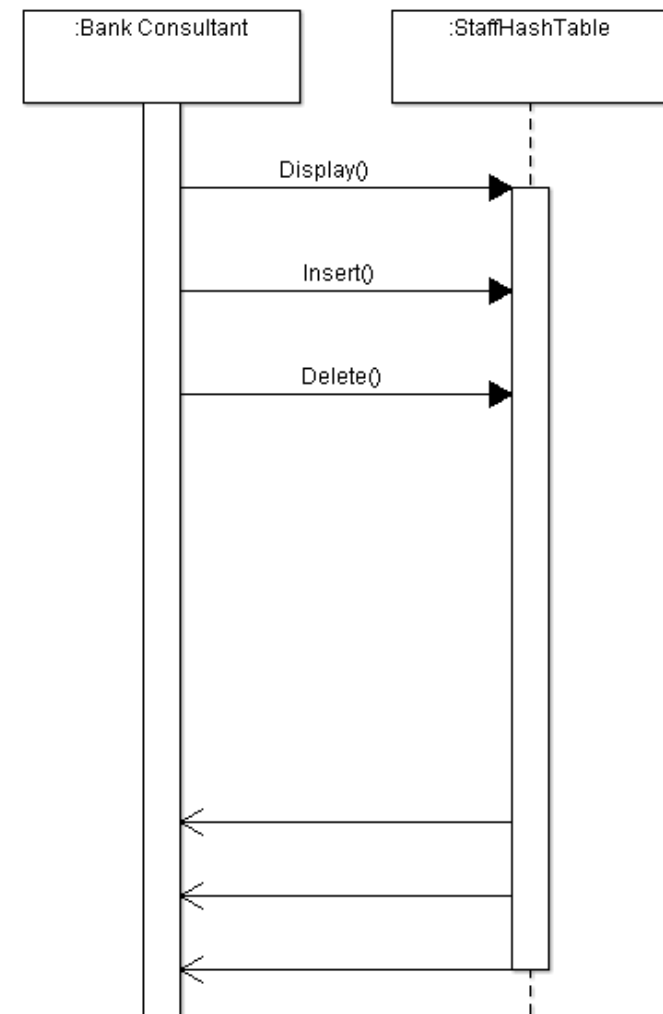 :Bank Consultant
:StaffHashTable
Display()
Insert()
Delete()